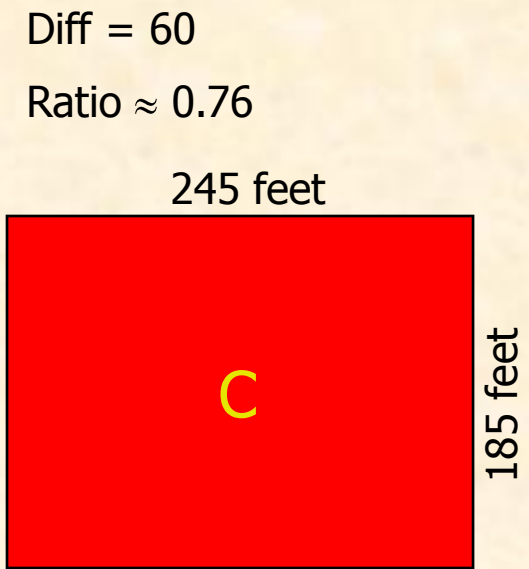 Diff = 60
Ratio ≈ 0.76
245 feet
C
185 feet